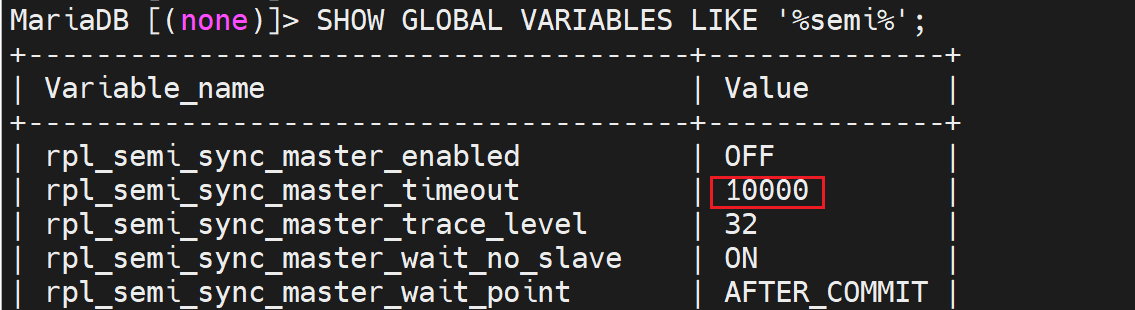 MariaDB [(none)]> SHOW GLOBAL VARIABLES LIKE '%semi%';
+---------------------------------------+--------------+
| Variable_name                         | Value        |
+---------------------------------------+--------------+
| rpl_semi_sync_master_enabled          | OFF          |
| rpl_semi_sync_master_timeout          | 10000        |
| rpl_semi_sync_master_trace_level      | 32           |
| rpl_semi_sync_master_wait_no_slave    | ON           |
| rpl_semi_sync_master_wait_point       | AFTER_COMMIT |